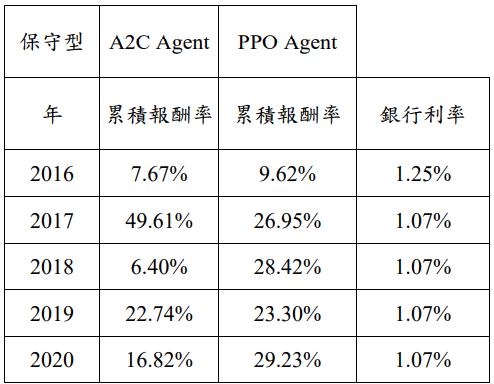 保守型 A2C Agent PPO Agent
年 累積報酬率 累積報酬率 銀行利率
2016 7.67% 9.62% 1.25%
2017 49.61% 26.95% 1.07%
2018 6.40% 28.42% 1.07%
2019 22.74% 23.30% 1.07%
2020 16.82% 29.23% 1.07%